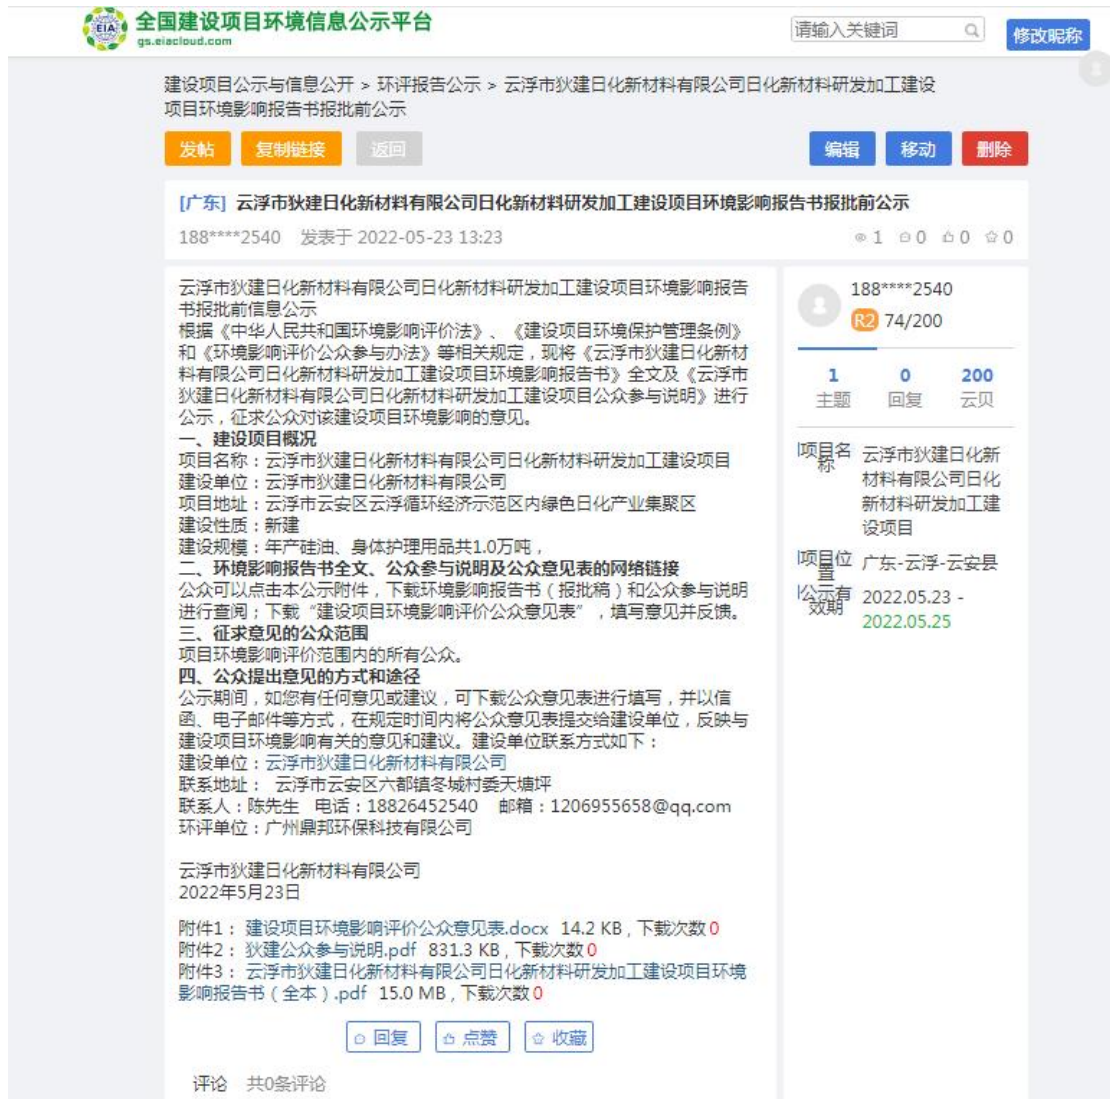 EIA
全国建设项目环境信息公示平台
gs.eiacloud.com
请输入关键词
修改昵称
建设项目公示与信息公开 > 环评报告公示 > 云浮市狄建日化新材料有限公司日化新材料研发加工建设
项目环境影响报告书报批前公示
发帖 复制链接 返回 编辑 移动 删除
[广东] 云浮市狄建日化新材料有限公司日化新材料研发加工建设项目环境影响报告书报批前公示
188****2540 发表于 2022-05-23 13:23 1 0 0 0
云浮市狄建日化新材料有限公司日化新材料研发加工建设项目环境影响报告
书报批前信息公示
根据《中华人民共和国环境影响评价法》、《建设项目环境保护管理条例》
和《环境影响评价公众参与办法》等相关规定，现将《云浮市狄建日化新材
料有限公司日化新材料研发加工建设项目环境影响报告书》全文及《云浮市
狄建日化新材料有限公司日化新材料研发加工建设项目公众参与说明》进行
公示，征求公众对该建设项目环境影响的意见。
一、建设项目概况
项目名称：云浮市狄建日化新材料有限公司日化新材料研发加工建设项目
建设单位：云浮市狄建日化新材料有限公司
项目地址：云浮市云安区云浮循环经济示范区内绿色日化产业集聚区
建设性质：新建
建设规模：年产硅油、身体护理用品共1.0万吨，
二、环境影响报告书全文、公众参与说明及公众意见表的网络链接
公众可以点击本公示附件，下载环境影响报告书（报批稿）和公众参与说明
进行查阅；下载“建设项目环境影响评价公众意见表”，填写意见并反馈。
三、征求意见的公众范围
项目环境影响评价范围内的所有公众。
四、公众提出意见的方式和途径
公示期间，如您有任何意见或建议，可下载公众意见表进行填写，并以信
函、电子邮件等方式，在规定时间内将公众意见表提交给建设单位，反映与
建设项目环境影响有关的意见和建议。建设单位联系方式如下：
建设单位：云浮市狄建日化新材料有限公司
联系地址： 云浮市云安区六都镇冬城村委天塘坪
联系人：陈先生 电话：18826452540 邮箱：1206955658@qq.com
环评单位：广州鼎邦环保科技有限公司
云浮市狄建日化新材料有限公司
2022年5月23日
附件1： 建设项目环境影响评价公众意见表.docx 14.2 KB , 下载次数 0
附件2： 狄建公众参与说明.pdf 831.3 KB , 下载次数 0
附件3： 云浮市狄建日化新材料有限公司日化新材料研发加工建设项目环境
影响报告书（全本）.pdf 15.0 MB , 下载次数 0
回复 点赞 收藏
评论 共0条评论
188****2540
R2 74/200
1 0 200
主题 回复 云贝
项目名
称
云浮市狄建日化新
材料有限公司日化
新材料研发加工建
设项目
项目位
置
广东-云浮-云安县
公示有
效期
2022.05.23 -
2022.05.25